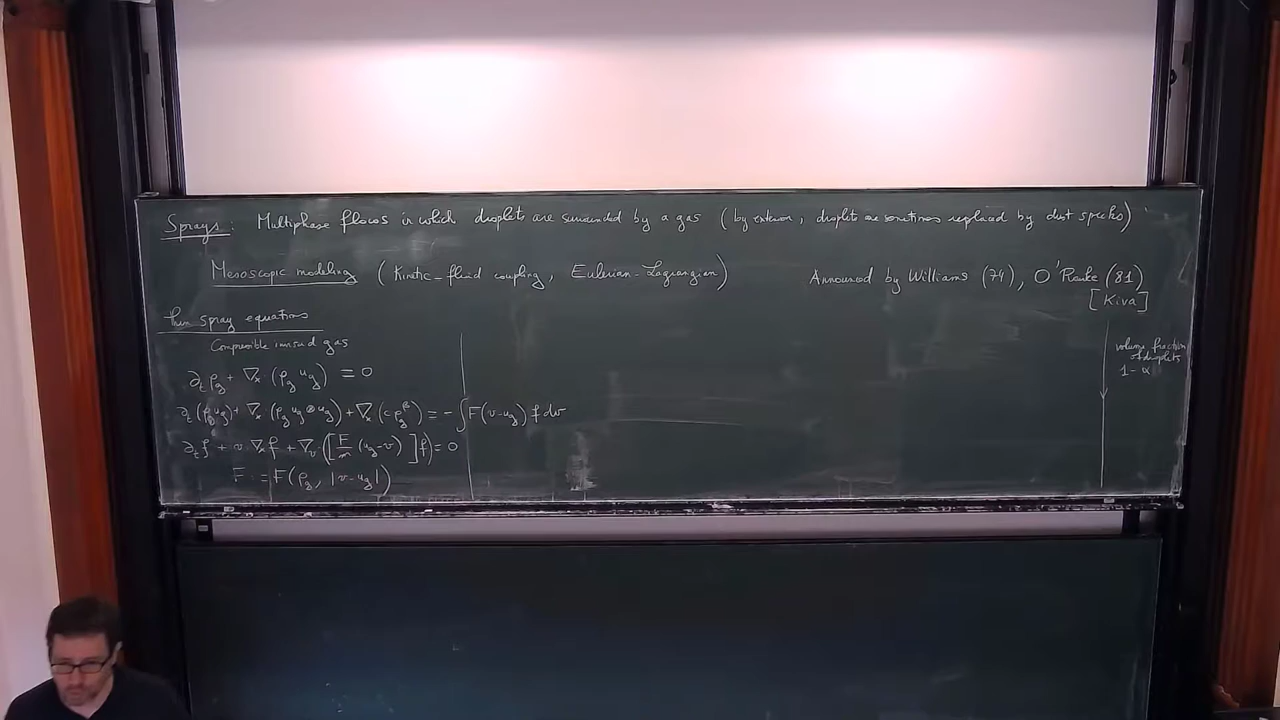 Sprays: Multiphase flows in which droplets are surrounded by a gas (by extension, droplet are sometimes replaced by dust specks)
Mesoscopic modeling (Kinetic-fluid coupling, Eulerian-Lagrangian)
Announced by Williams (74), O'Rourke (81)
[Kiva]
Thin spray equations
Compressible inviscid gas
∂_t ρ_g + ∇_x (ρ_g u_g) = 0
∂_t (ρ_g u_g) + ∇_x (ρ_g u_g ⊗ u_g) + ∇_x (c ρ_g^γ) = - ∫ F (v-u_g) f dv
∂_t f + v·∇_x f + ∇_v ([F/m (u_g-v)] f) = 0
F := F(ρ_g, |v-u_g|)
volume fraction
of droplets
1-α